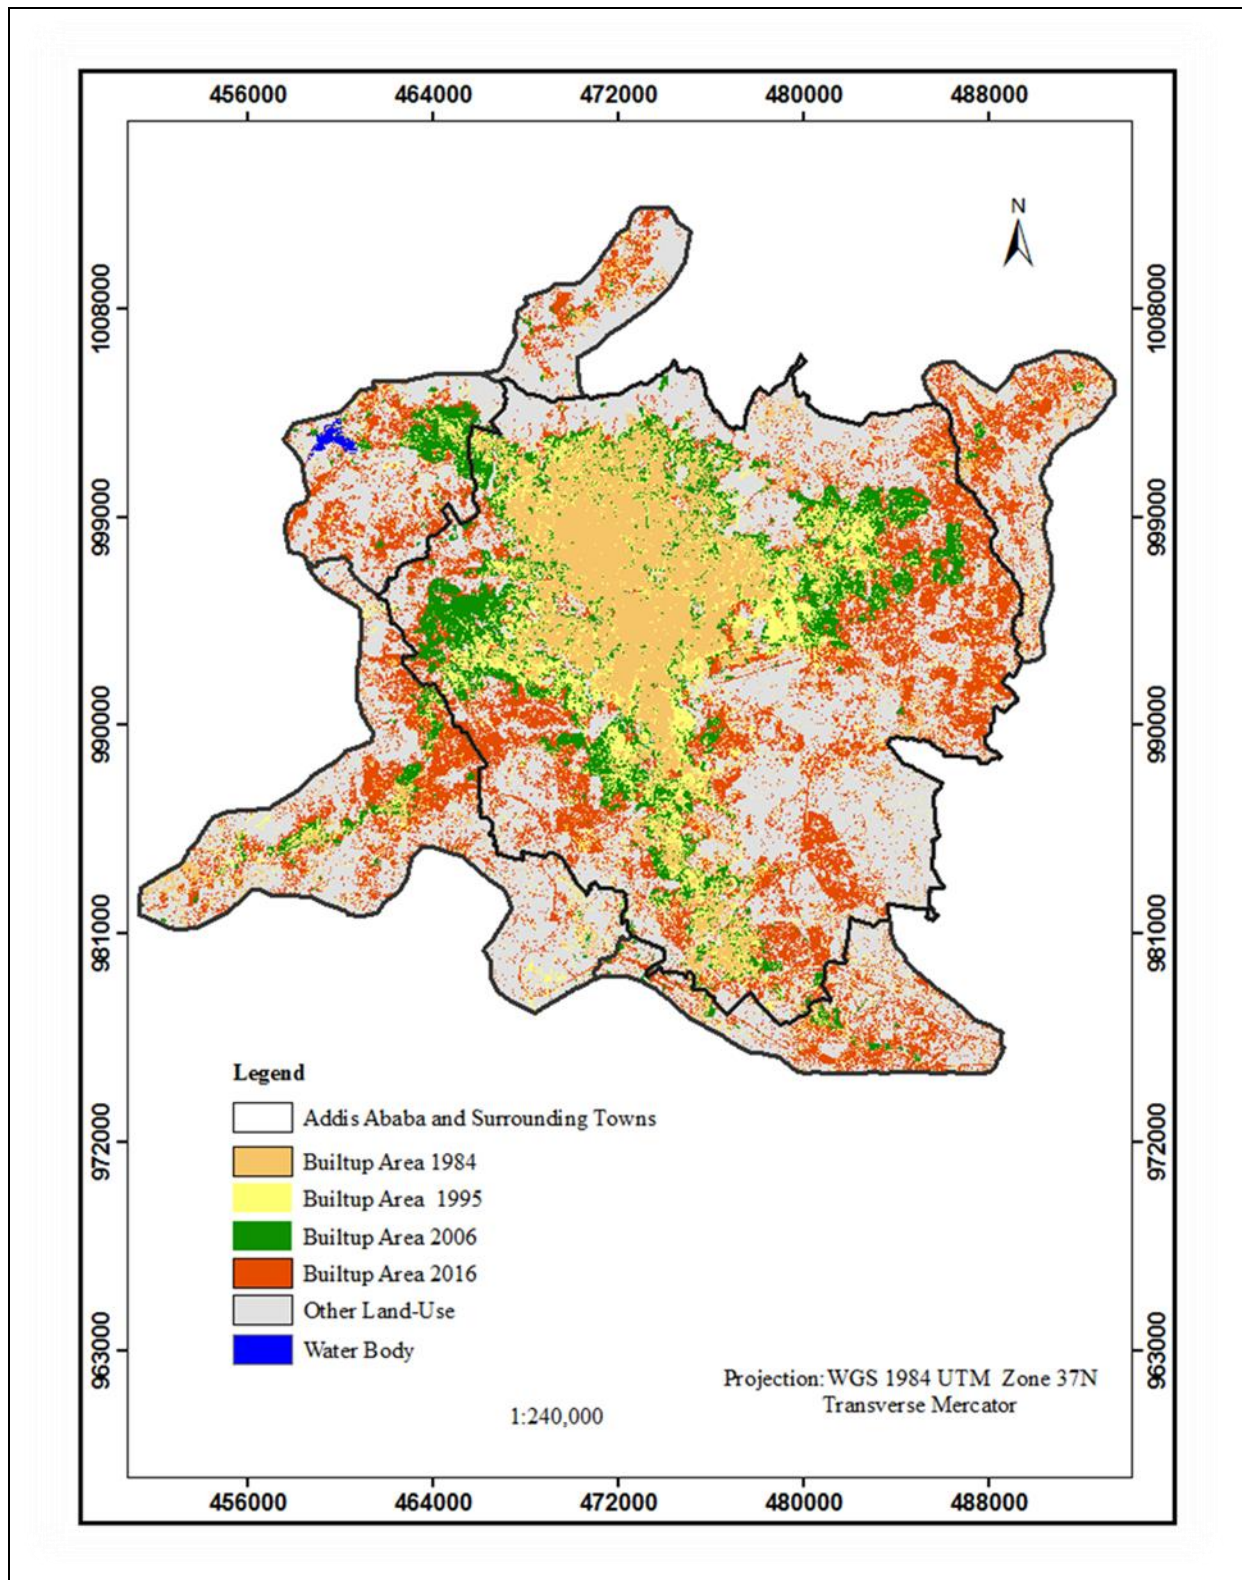 456000 464000 472000 480000 488000
N
1008000 1008000
999000 999000
990000 990000
981000 981000
972000 972000
963000 963000
Legend
Addis Ababa and Surrounding Towns
Builtup Area 1984
Builtup Area 1995
Builtup Area 2006
Builtup Area 2016
Other Land-Use
Water Body
Projection: WGS 1984 UTM Zone 37N
Transverse Mercator
1:240,000
456000 464000 472000 480000 488000